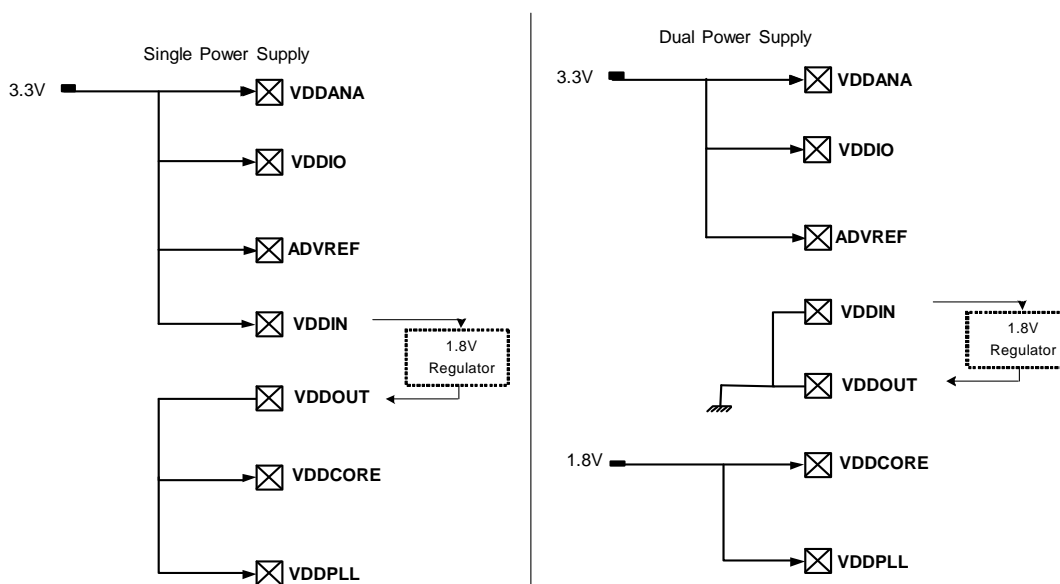 Single Power Supply
3.3V
VDDANA
VDDIO
ADVREF
VDDIN
1.8V
Regulator
VDDOUT
VDDCORE
VDDPLL
Dual Power Supply
3.3V
VDDANA
VDDIO
ADVREF
VDDIN
1.8V
Regulator
VDDOUT
1.8V
VDDCORE
VDDPLL